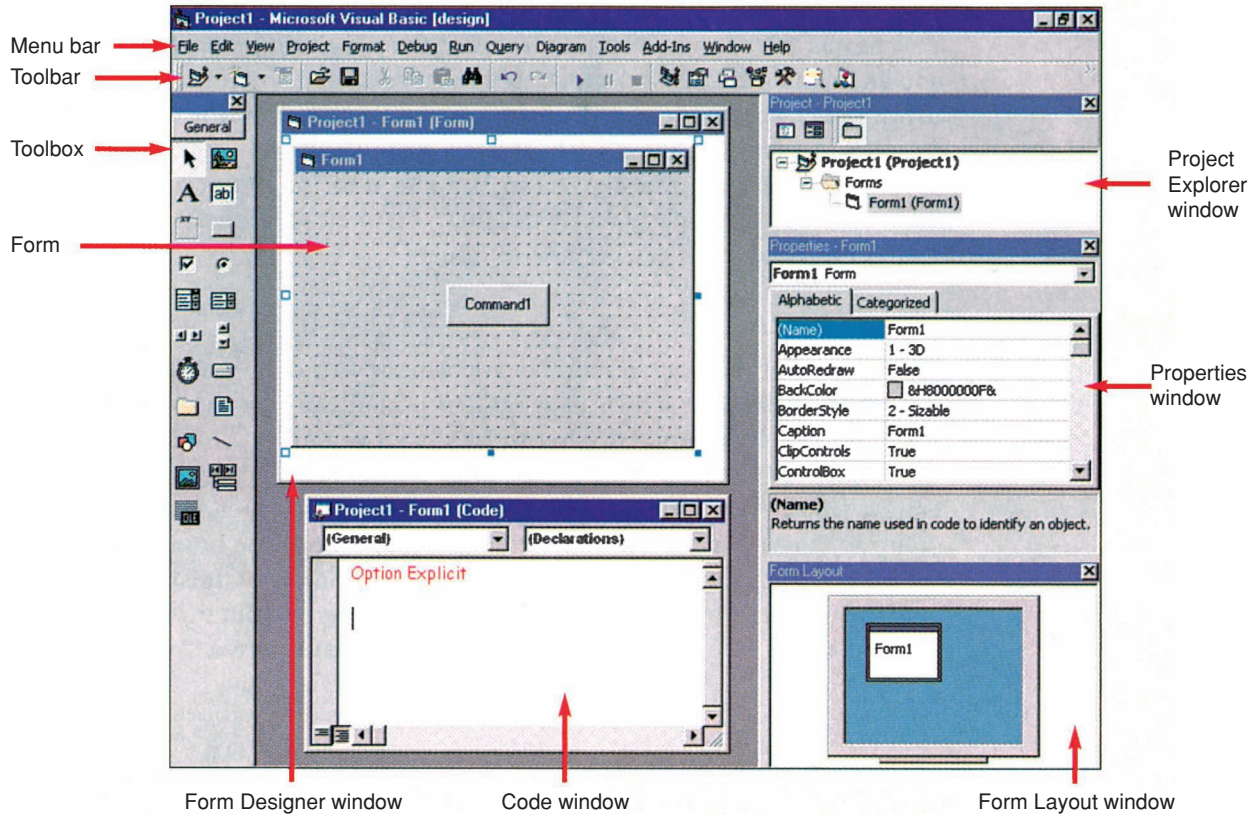 Project1 - Microsoft Visual Basic [design]
Menu bar
File Edit View Project Format Debug Run Query Diagram Tools Add-Ins Window Help
Toolbar
General
Toolbox
A
ab
XY
OLE
Form
Project1 - Form1 (Form)
Form1
Command1
Project1 - Form1 (Code)
(General)
(Declarations)
Option Explicit
Project - Project1
Project1 (Project1)
Forms
Form1 (Form1)
Project
Explorer
window
Properties - Form1
Form1 Form
Alphabetic Categorized
(Name) Form1
Appearance 1 - 3D
AutoRedraw False
BackColor &H8000000F&
BorderStyle 2 - Sizable
Caption Form1
ClipControls True
ControlBox True
Properties
window
(Name)
Returns the name used in code to identify an object.
Form Layout
Form1
Form Designer window
Code window
Form Layout window